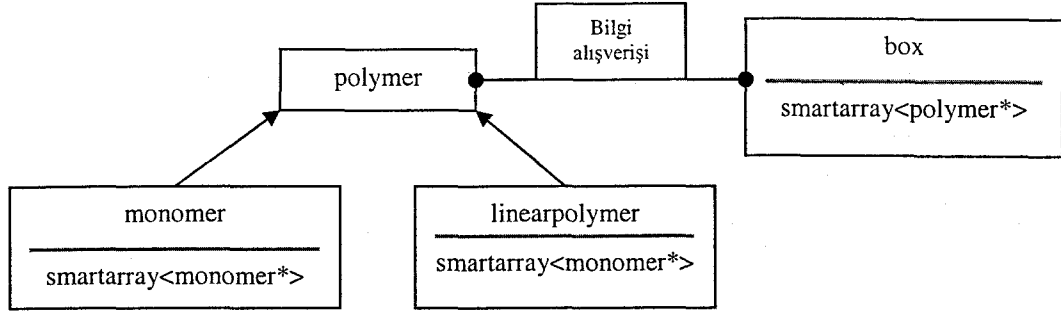 Bilgi
alışverişi
polymer
box
smartarray<polymer*>
monomer
smartarray<monomer*>
linearpolymer
smartarray<monomer*>